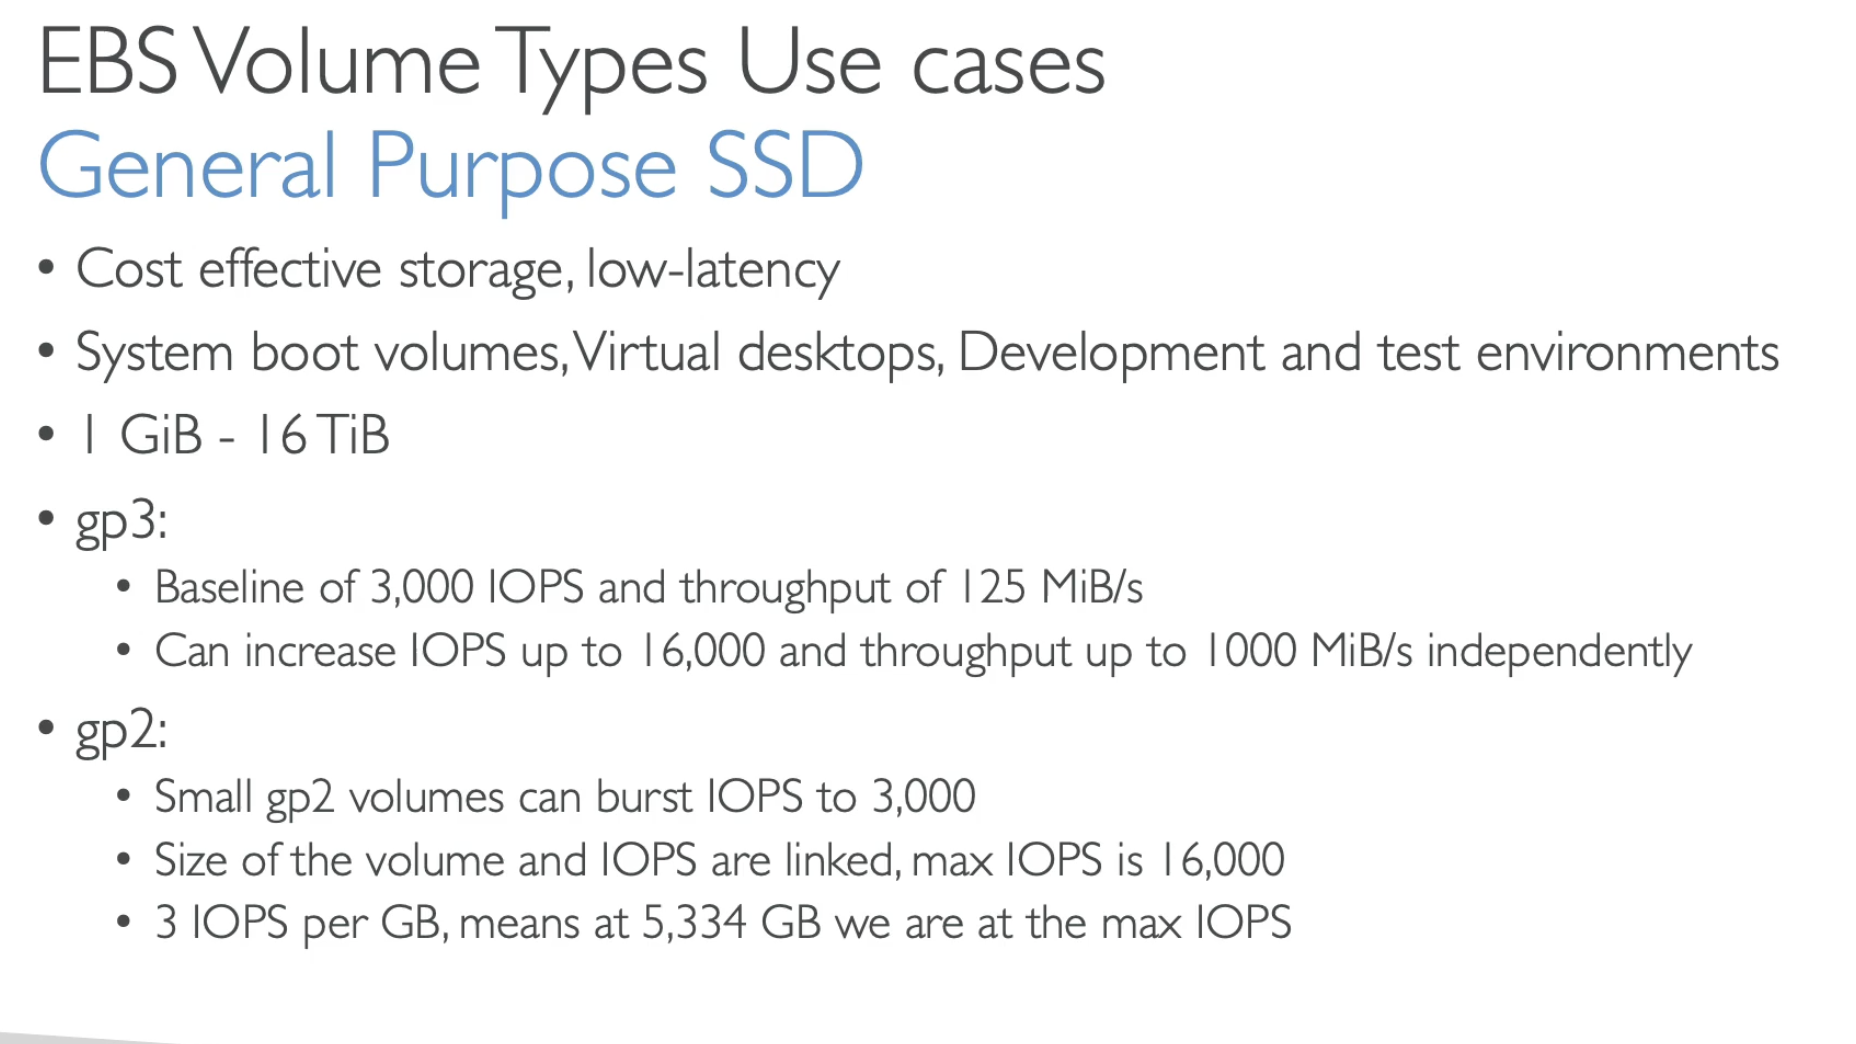 EBS Volume Types Use cases
General Purpose SSD
• Cost effective storage, low-latency
• System boot volumes, Virtual desktops, Development and test environments
• 1 GiB - 16 TiB
• gp3:
• Baseline of 3,000 IOPS and throughput of 125 MiB/s
• Can increase IOPS up to 16,000 and throughput up to 1000 MiB/s independently
• gp2:
• Small gp2 volumes can burst IOPS to 3,000
• Size of the volume and IOPS are linked, max IOPS is 16,000
• 3 IOPS per GB, means at 5,334 GB we are at the max IOPS